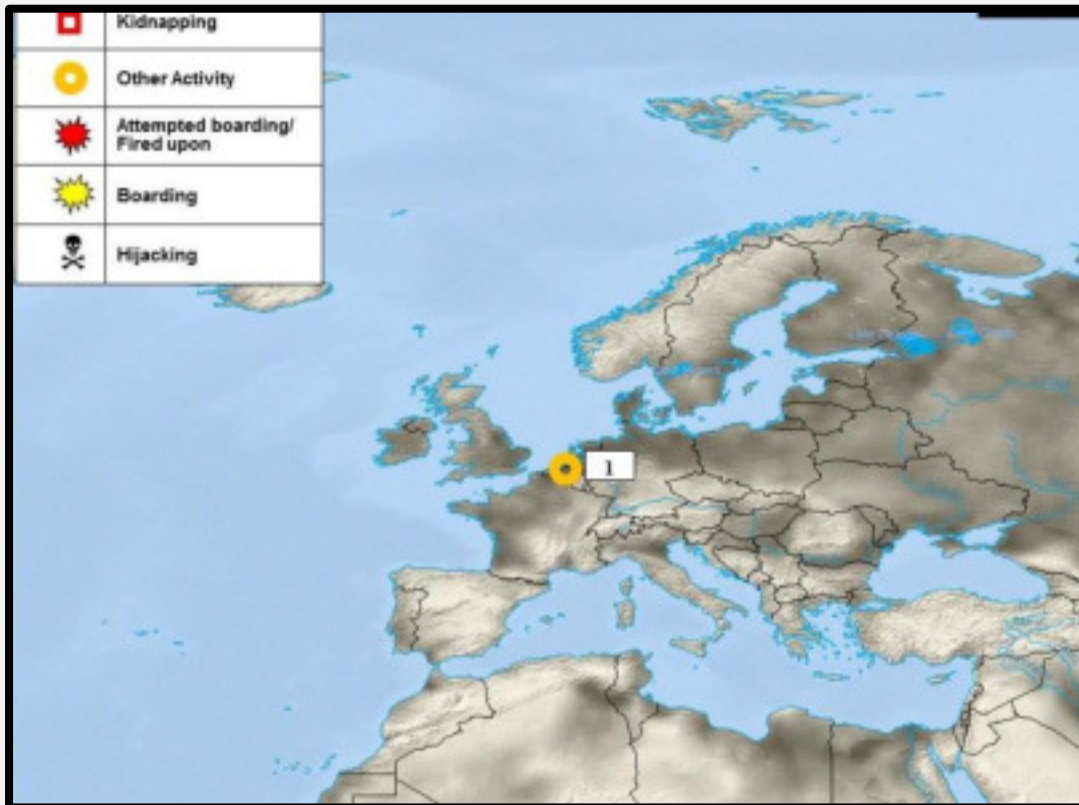 Kidnapping
Other Activity
Attempted boarding/
Fired upon
Boarding
Hijacking
1